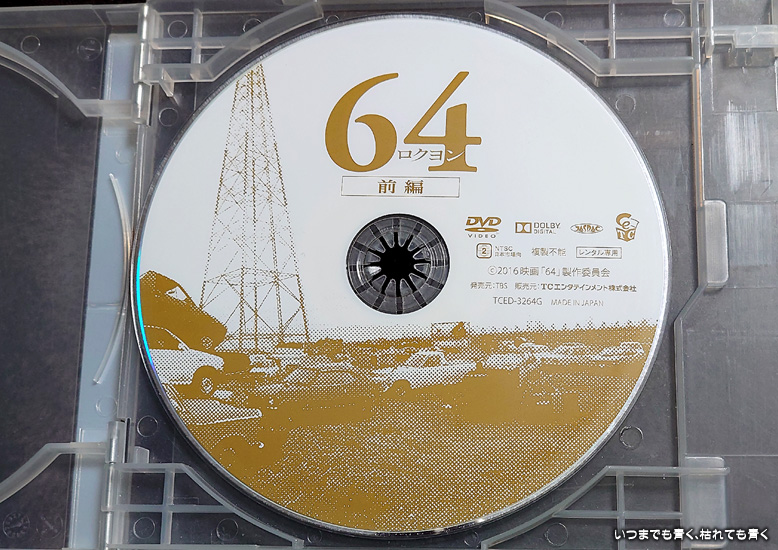 64
ロクヨン
前編
DVD
VIDEO
DOLBY
DIGITAL
JASRAC
2
NTSC
日本市場向
複製不能
レンタル専用
©2016 映画「64」製作委員会
発売元:TBS 販売元:TCエンタテインメント株式会社
TCED-3264G MADE IN JAPAN
いつまでも青く、枯れても青く